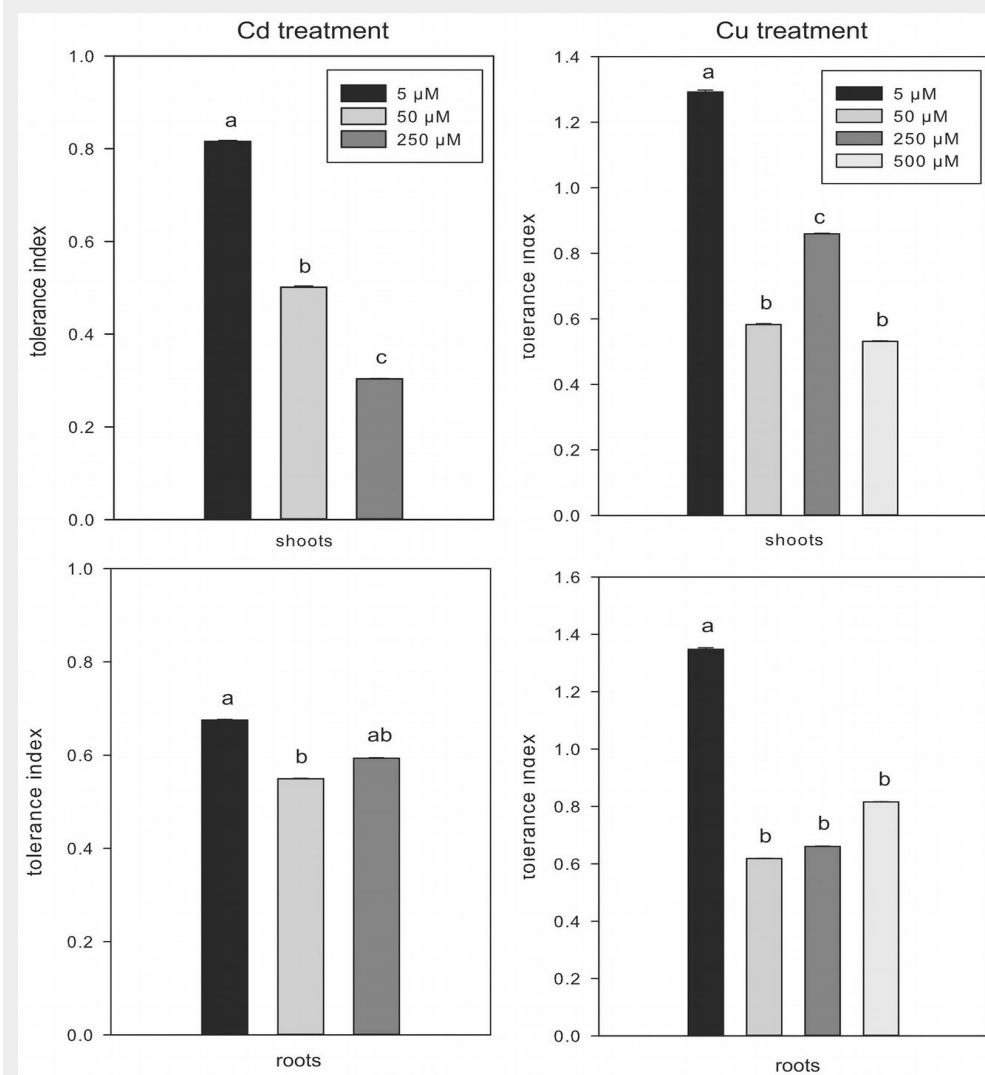 Cd treatment
1.0
0.8
0.6
0.4
0.2
0.0
tolerance index
5 µM
50 µM
250 µM
a
b
c
shoots
Cu treatment
1.4
1.2
1.0
0.8
0.6
0.4
0.2
0.0
tolerance index
5 µM
50 µM
250 µM
500 µM
a
b
c
b
shoots
1.0
0.8
0.6
0.4
0.2
0.0
tolerance index
a
b
ab
roots
1.6
1.4
1.2
1.0
0.8
0.6
0.4
0.2
0.0
tolerance index
a
b
b
b
roots